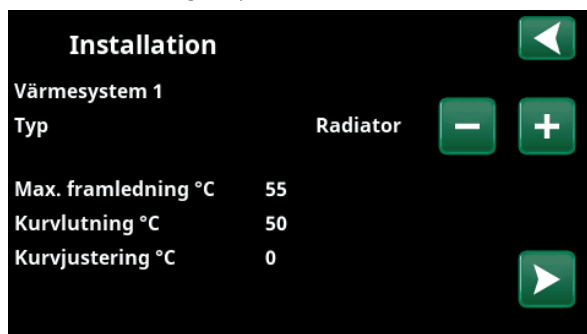 Installation
Värmesystem 1
Typ Radiator
Max. framledning °C 55
Kurvlutning °C 50
Kurvjustering °C 0